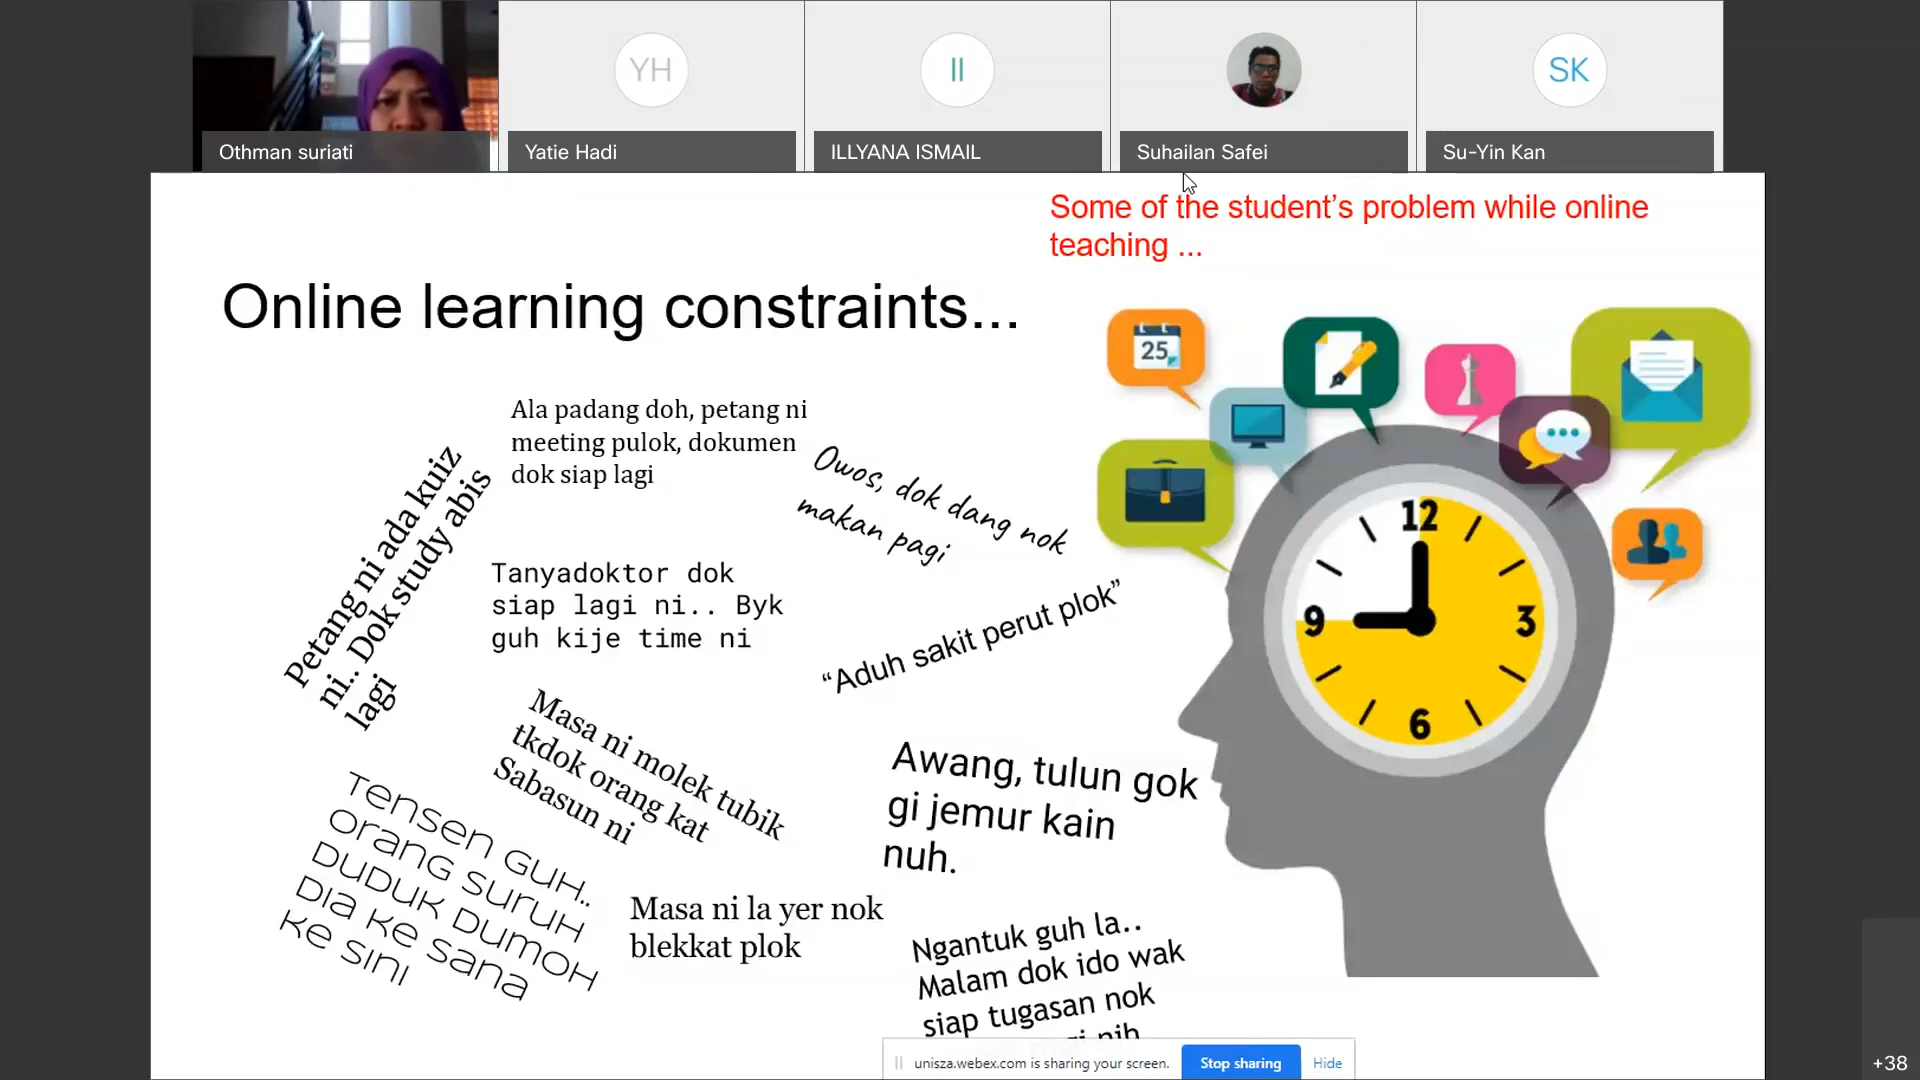 YH
II
SK
Othman suriati
Yatie Hadi
ILLYANA ISMAIL
Suhailan Safei
Su-Yin Kan
Some of the student’s problem while online
teaching ...
Online learning constraints...
25
Ala padang doh, petang ni
meeting pulok, dokumen
dok siap lagi
Owos, dok dang nok
makan pagi
Petang ni ada kuiz
ni.. Dok study abis
lagi
Tanyadoktor dok
siap lagi ni.. Byk
guh kije time ni
“Aduh sakit perut plok”
12
3
6
9
Masa ni molek tubik
tkdok orang kat
Sabasun ni
Awang, tulun gok
gi jemur kain
nuh.
Tensen guh..
Orang suruh
Duduk dumoh
Dia ke sana
ke sini
Masa ni la yer nok
blekkat plok
Ngantuk guh la..
Malam dok ido wak
siap tugasan nok
nih
unisza.webex.com is sharing your screen.
Stop sharing
Hide
+38